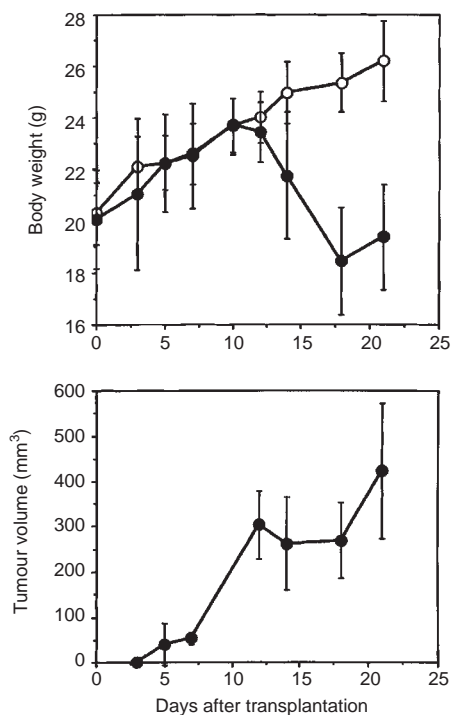 28
26
24
22
20
18
16
Body weight (g)
0 5 10 15 20 25
600
500
400
300
200
100
0
Tumour volume (mm³)
0 5 10 15 20 25
Days after transplantation